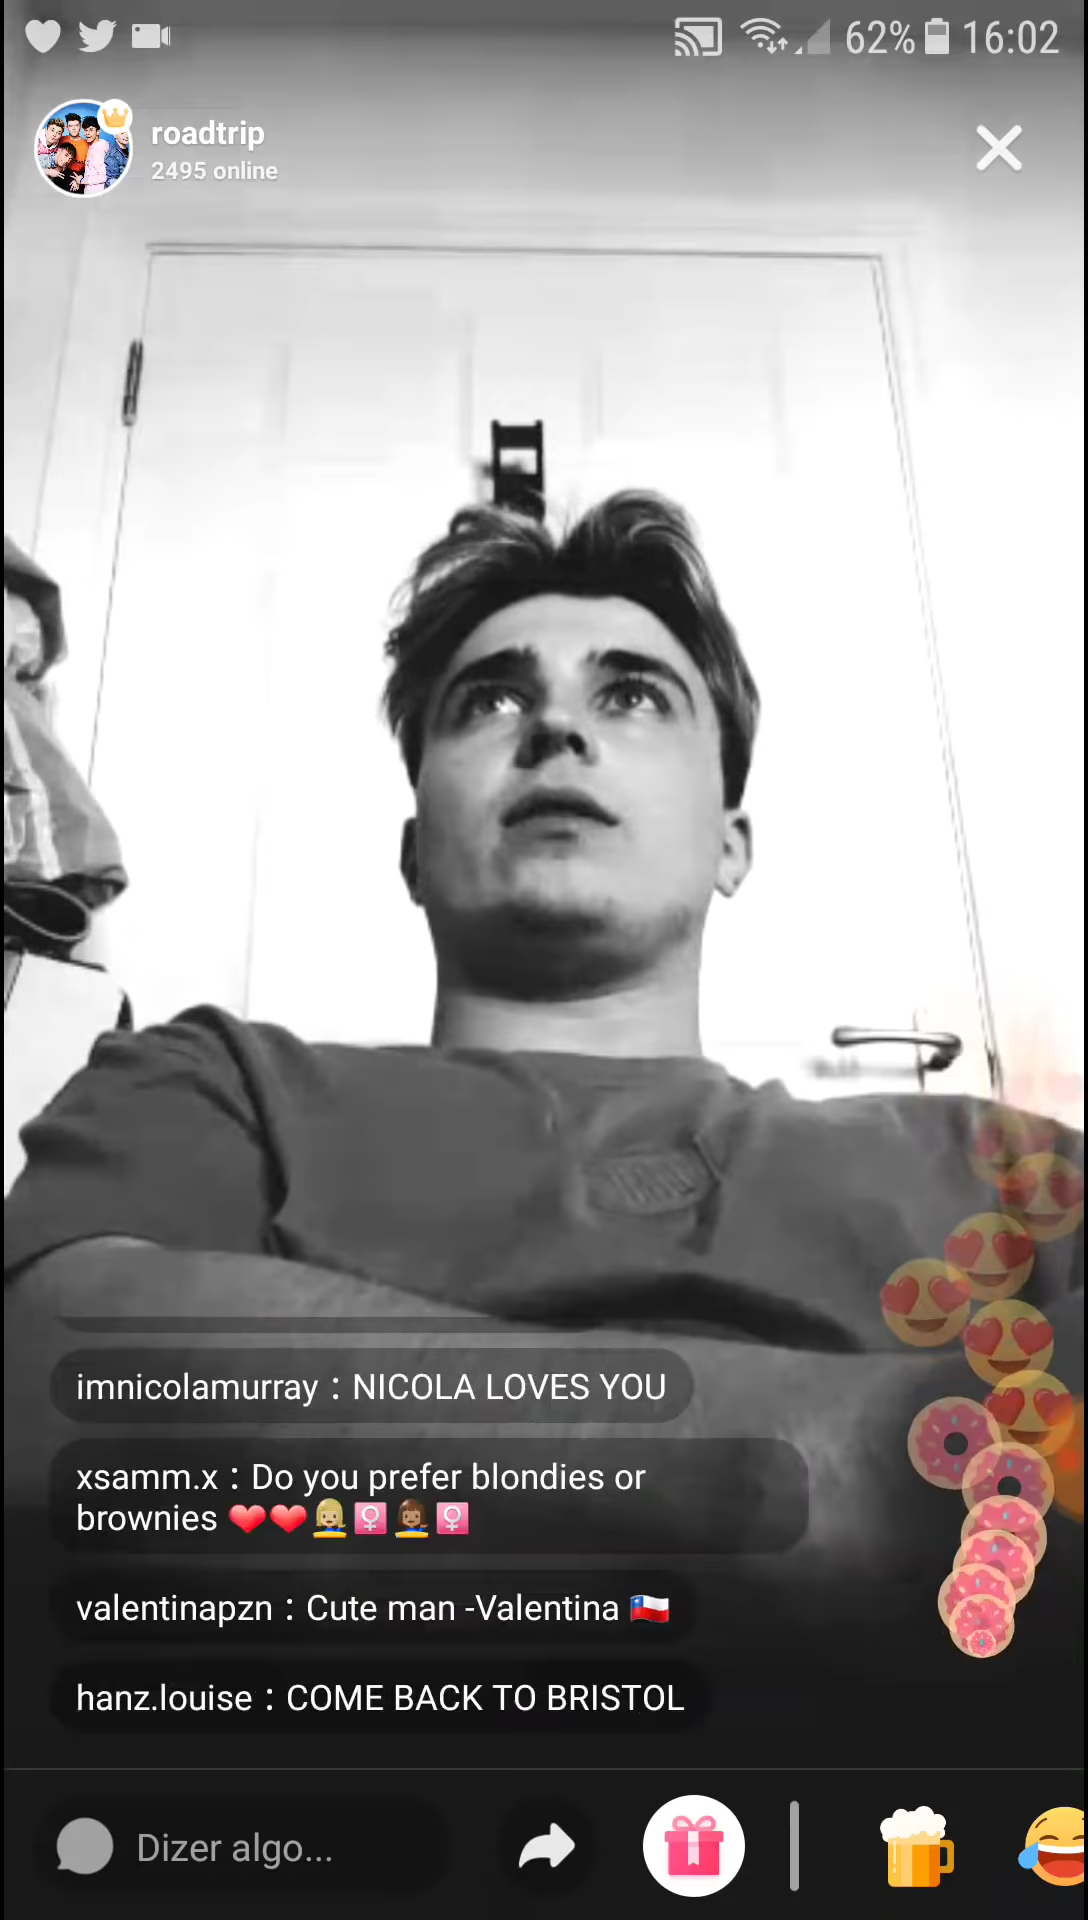 62% 16:02
roadtrip
2495 online
imnicolamurray : NICOLA LOVES YOU
xsamm.x : Do you prefer blondies or
brownies ❤️❤️👱🏼‍♀️💁🏽‍♀️
valentinapzn : Cute man -Valentina 🇨🇱
hanz.louise : COME BACK TO BRISTOL
Dizer algo...